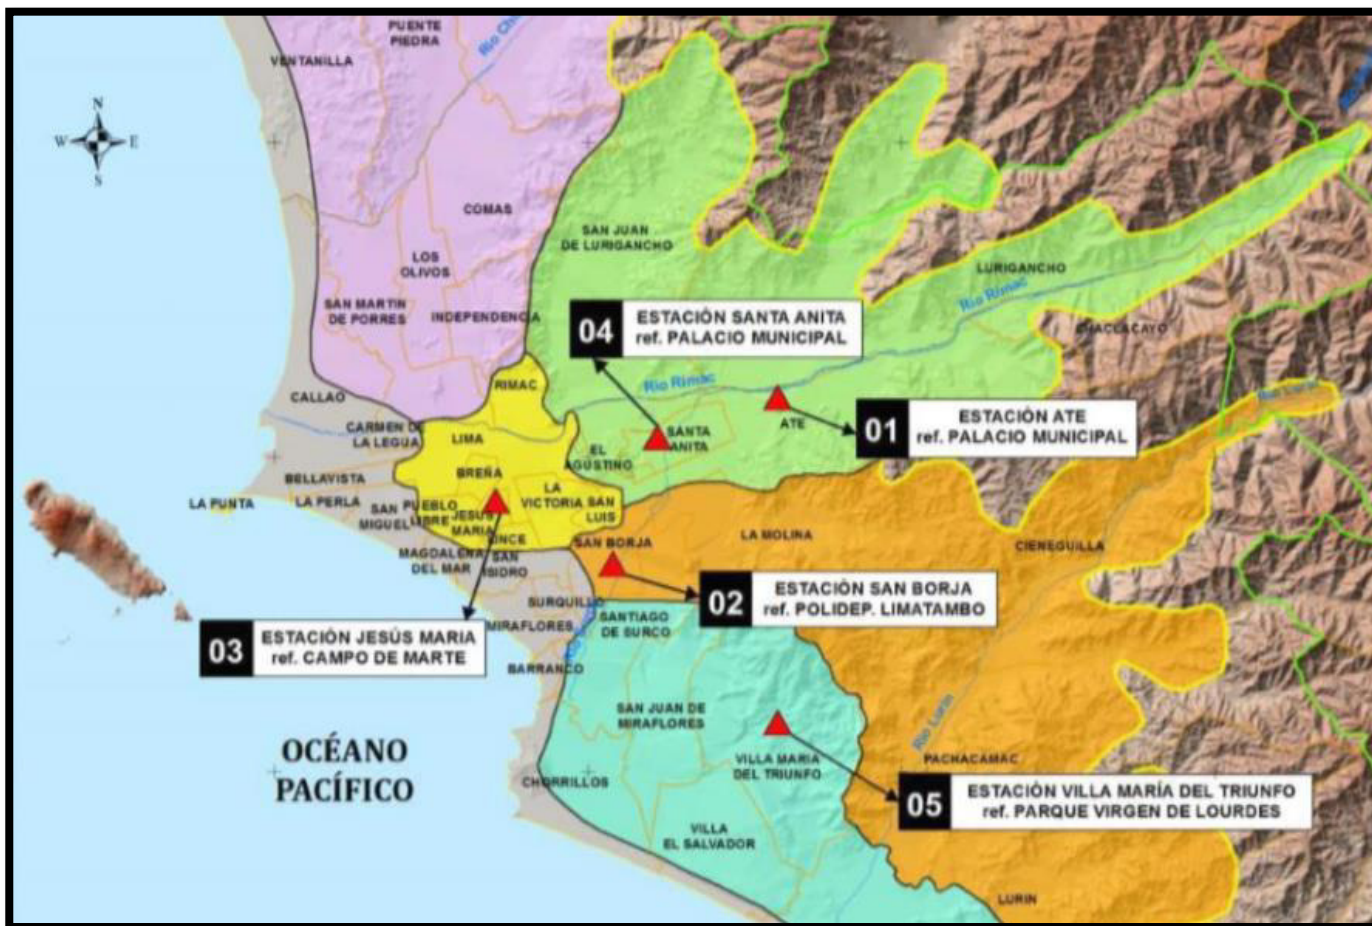 PUENTE
PIEDRA
Rio Chi
VENTANILLA
N
W
E
S
COMAS
SAN JUAN
DE LURIGANCHO
LOS
OLIVOS
LURIGANCHO
Rio Rimac
SAN MARTIN
DE PORRES
INDEPENDENCIA
04
ESTACIÓN SANTA ANITA
ref. PALACIO MUNICIPAL
CHACLACAYO
RIMAC
Rio Rimac
CALLAO
CARMEN DE
LA LEGUA
LIMA
SANTA
ANITA
ATE
01
ESTACIÓN ATE
ref. PALACIO MUNICIPAL
EL
AGUSTINO
BREÑA
BELLAVISTA
LA PUNTA
LA PERLA
SAN
MIGUEL
PUEBLO
LIBRE
JESUS
MARIA
LA
VICTORIA
SAN
LUIS
LINCE
SAN BORJA
LA MOLINA
CIENEGUILLA
MAGDALENA
DEL MAR
SAN
ISIDRO
02
ESTACIÓN SAN BORJA
ref. POLIDEP. LIMATAMBO
SURQUILLO
SANTIAGO
DE SURCO
MIRAFLORES
03
ESTACIÓN JESÚS MARIA
ref. CAMPO DE MARTE
BARRANCO
SAN JUAN DE
MIRAFLORES
Rio Lurin
OCÉANO
PACÍFICO
VILLA MARIA
DEL TRIUNFO
PACHACAMAC
CHORRILLOS
05
ESTACIÓN VILLA MARÍA DEL TRIUNFO
ref. PARQUE VIRGEN DE LOURDES
VILLA
EL SALVADOR
LURIN